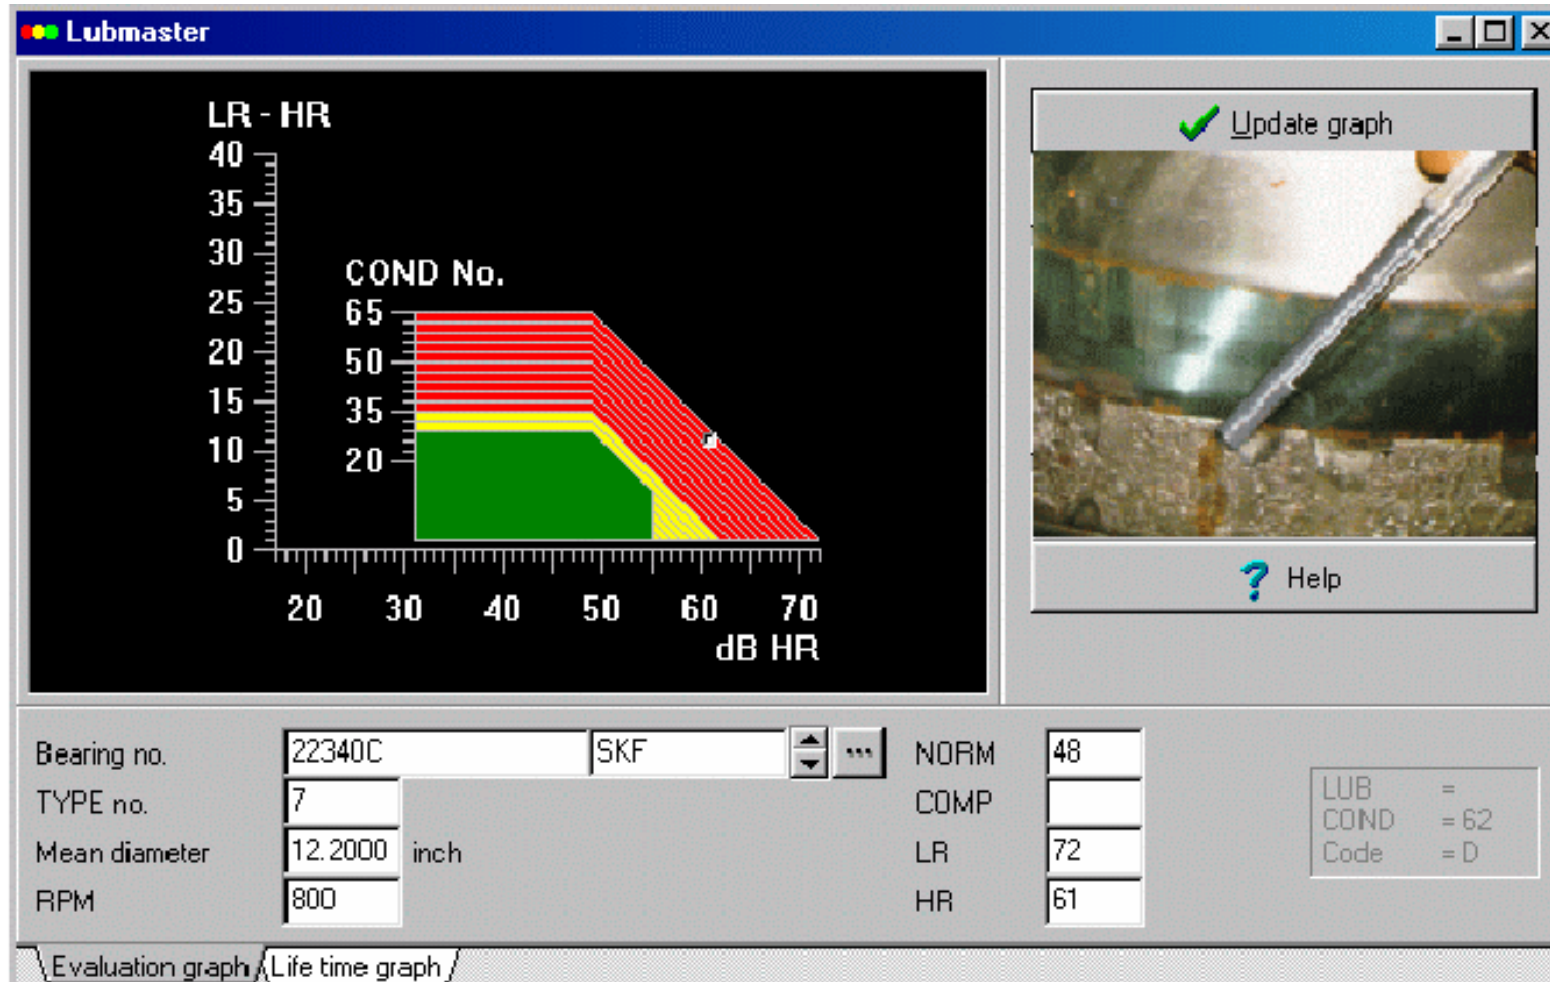 Lubmaster
LR - HR
40
35
30
25
20
15
10
5
0
COND No.
65
50
35
20
20 30 40 50 60 70
dB HR
Update graph
Help
Bearing no. 22340C SKF ...
TYPE no. 7
Mean diameter 12.2000 inch
RPM 800
NORM 48
COMP
LR 72
HR 61
LUB =
COND = 62
Code = D
Evaluation graph Life time graph